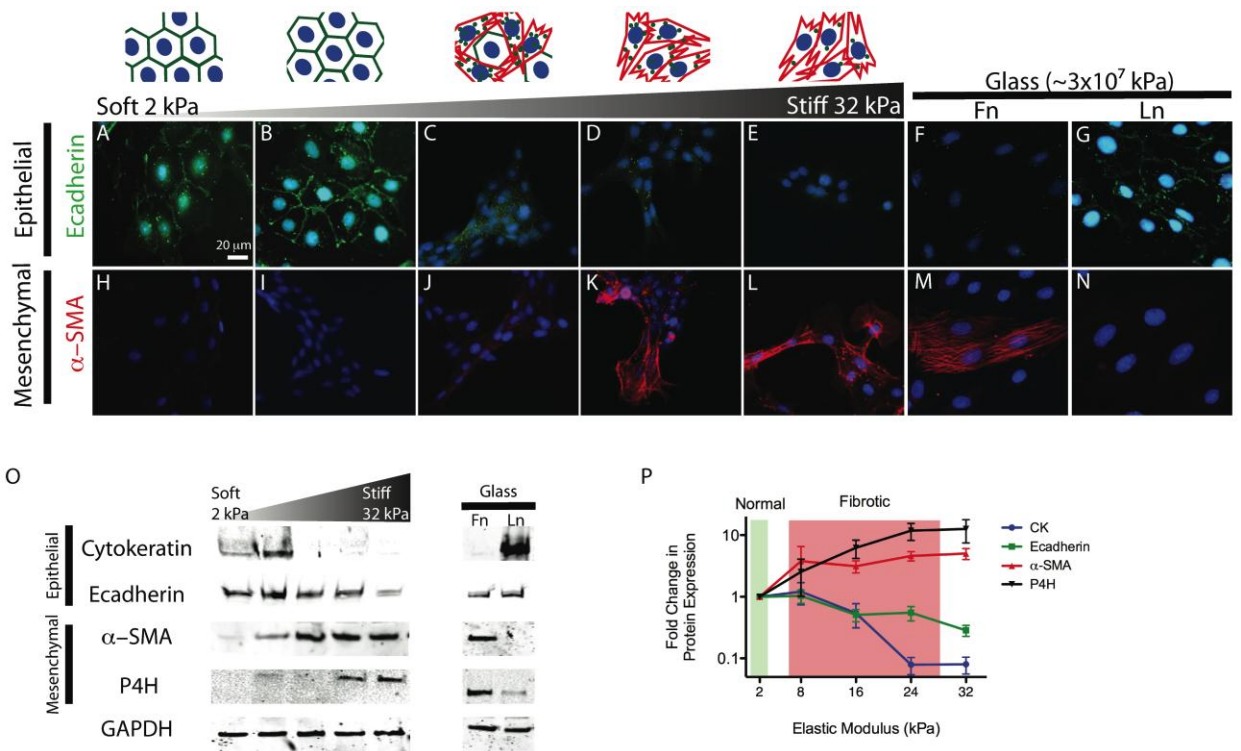 Glass (~3x10⁷ kPa)
Soft 2 kPa
Stiff 32 kPa
Fn
Ln
Epithelial
Ecadherin
A
B
C
D
E
F
G
20 μm
Mesenchymal
α-SMA
H
I
J
K
L
M
N
O
Soft
2 kPa
Stiff
32 kPa
Glass
Fn
Ln
Epithelial
Cytokeratin
Ecadherin
Mesenchymal
α-SMA
P4H
GAPDH
P
Normal
Fibrotic
Fold Change in
Protein Expression
10
1
0.1
2
8
16
24
32
Elastic Modulus (kPa)
CK
Ecadherin
α-SMA
P4H